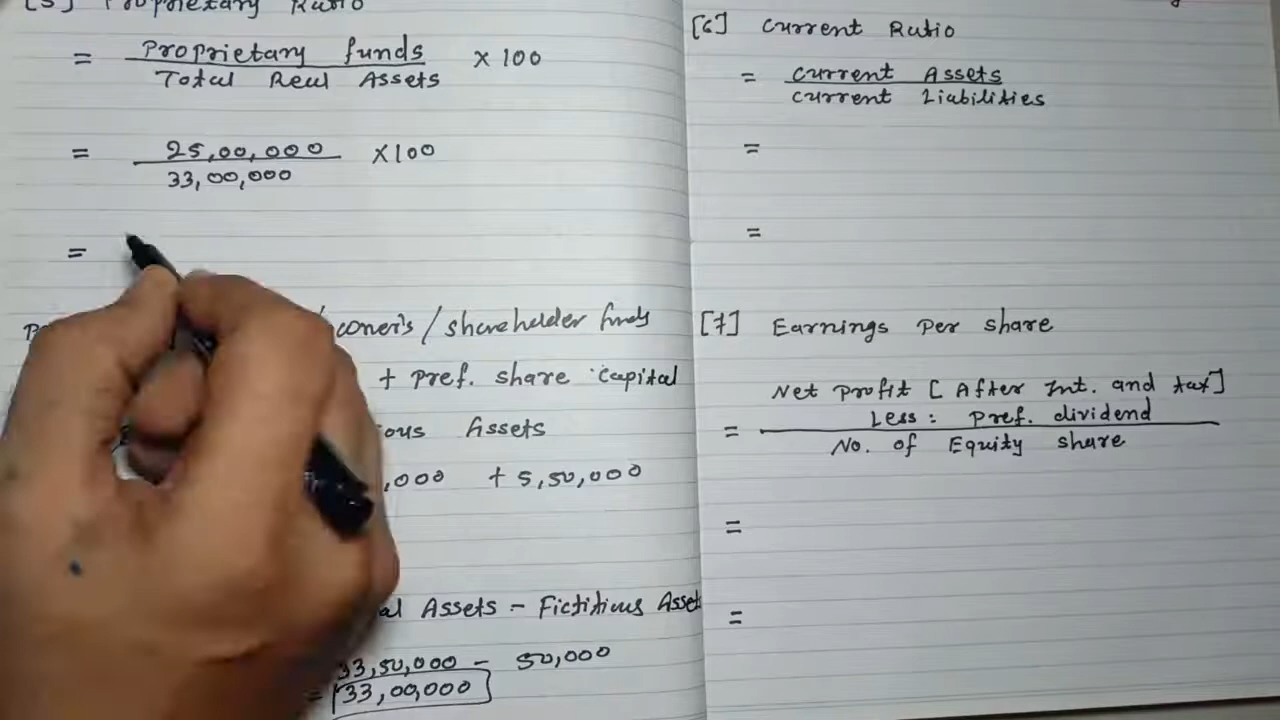 [5] Proprietary Ratio
= Proprietary funds × 100
Total Real Assets
= 25,00,000 ×100
33,00,000
=
/ shareholder funds
+ Pref. share capital
Assets
,000 + 5,50,000
Assets - Fictitious Asset
33,50,000 - 50,000
= 33,00,000
[6] Current Ratio
= Current Assets
Current Liabilities
=
=
[7] Earnings Per share
Net Profit [ After Int. and tax]
Less: Pref. dividend
=
No. of Equity share
=
=